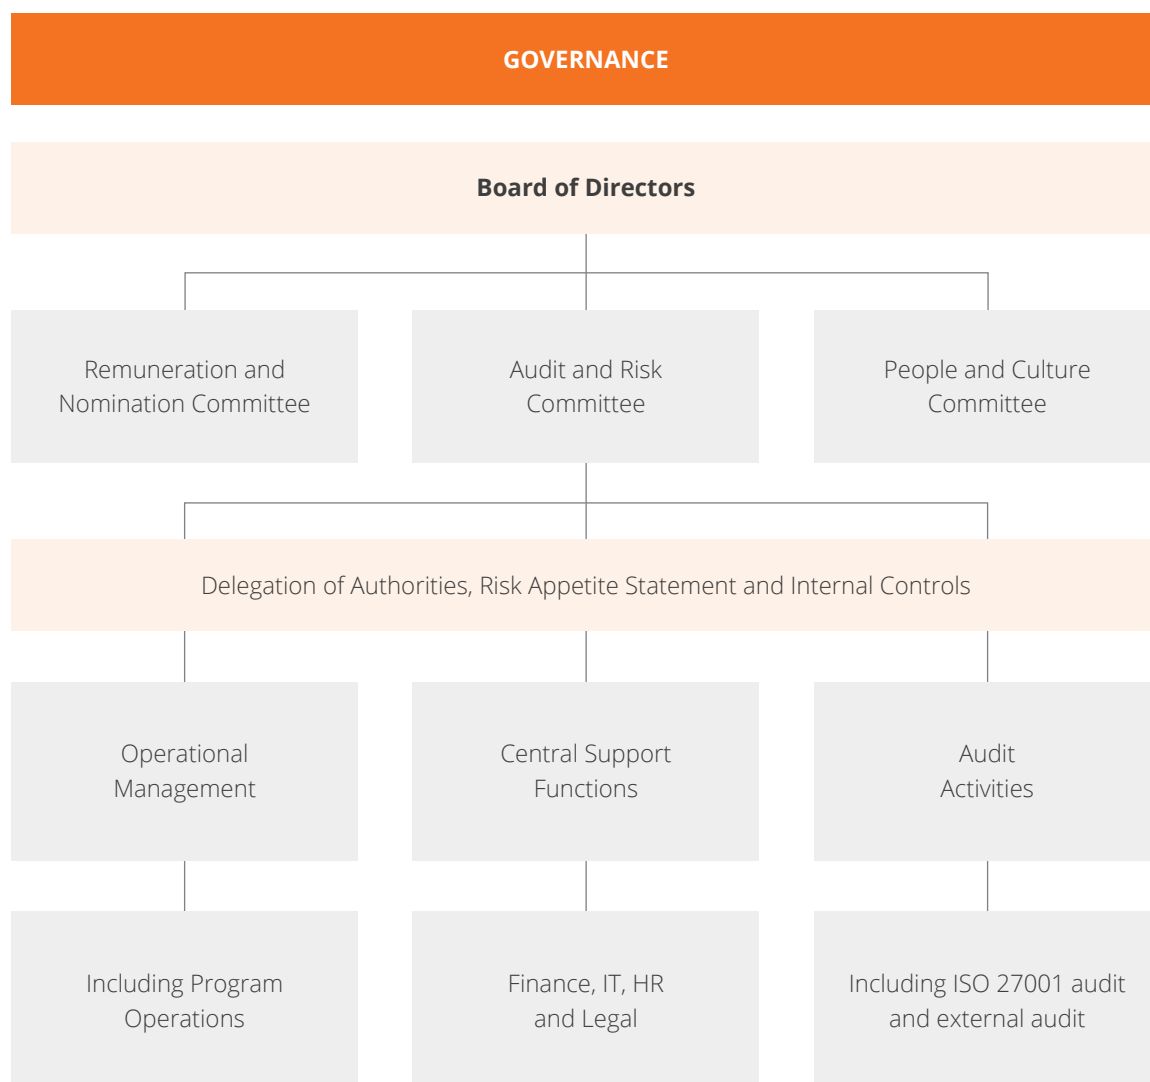 GOVERNANCE
Board of Directors
Remuneration and
Nomination Committee
Audit and Risk
Committee
People and Culture
Committee
Delegation of Authorities, Risk Appetite Statement and Internal Controls
Operational
Management
Central Support
Functions
Audit
Activities
Including Program
Operations
Finance, IT, HR
and Legal
Including ISO 27001 audit
and external audit